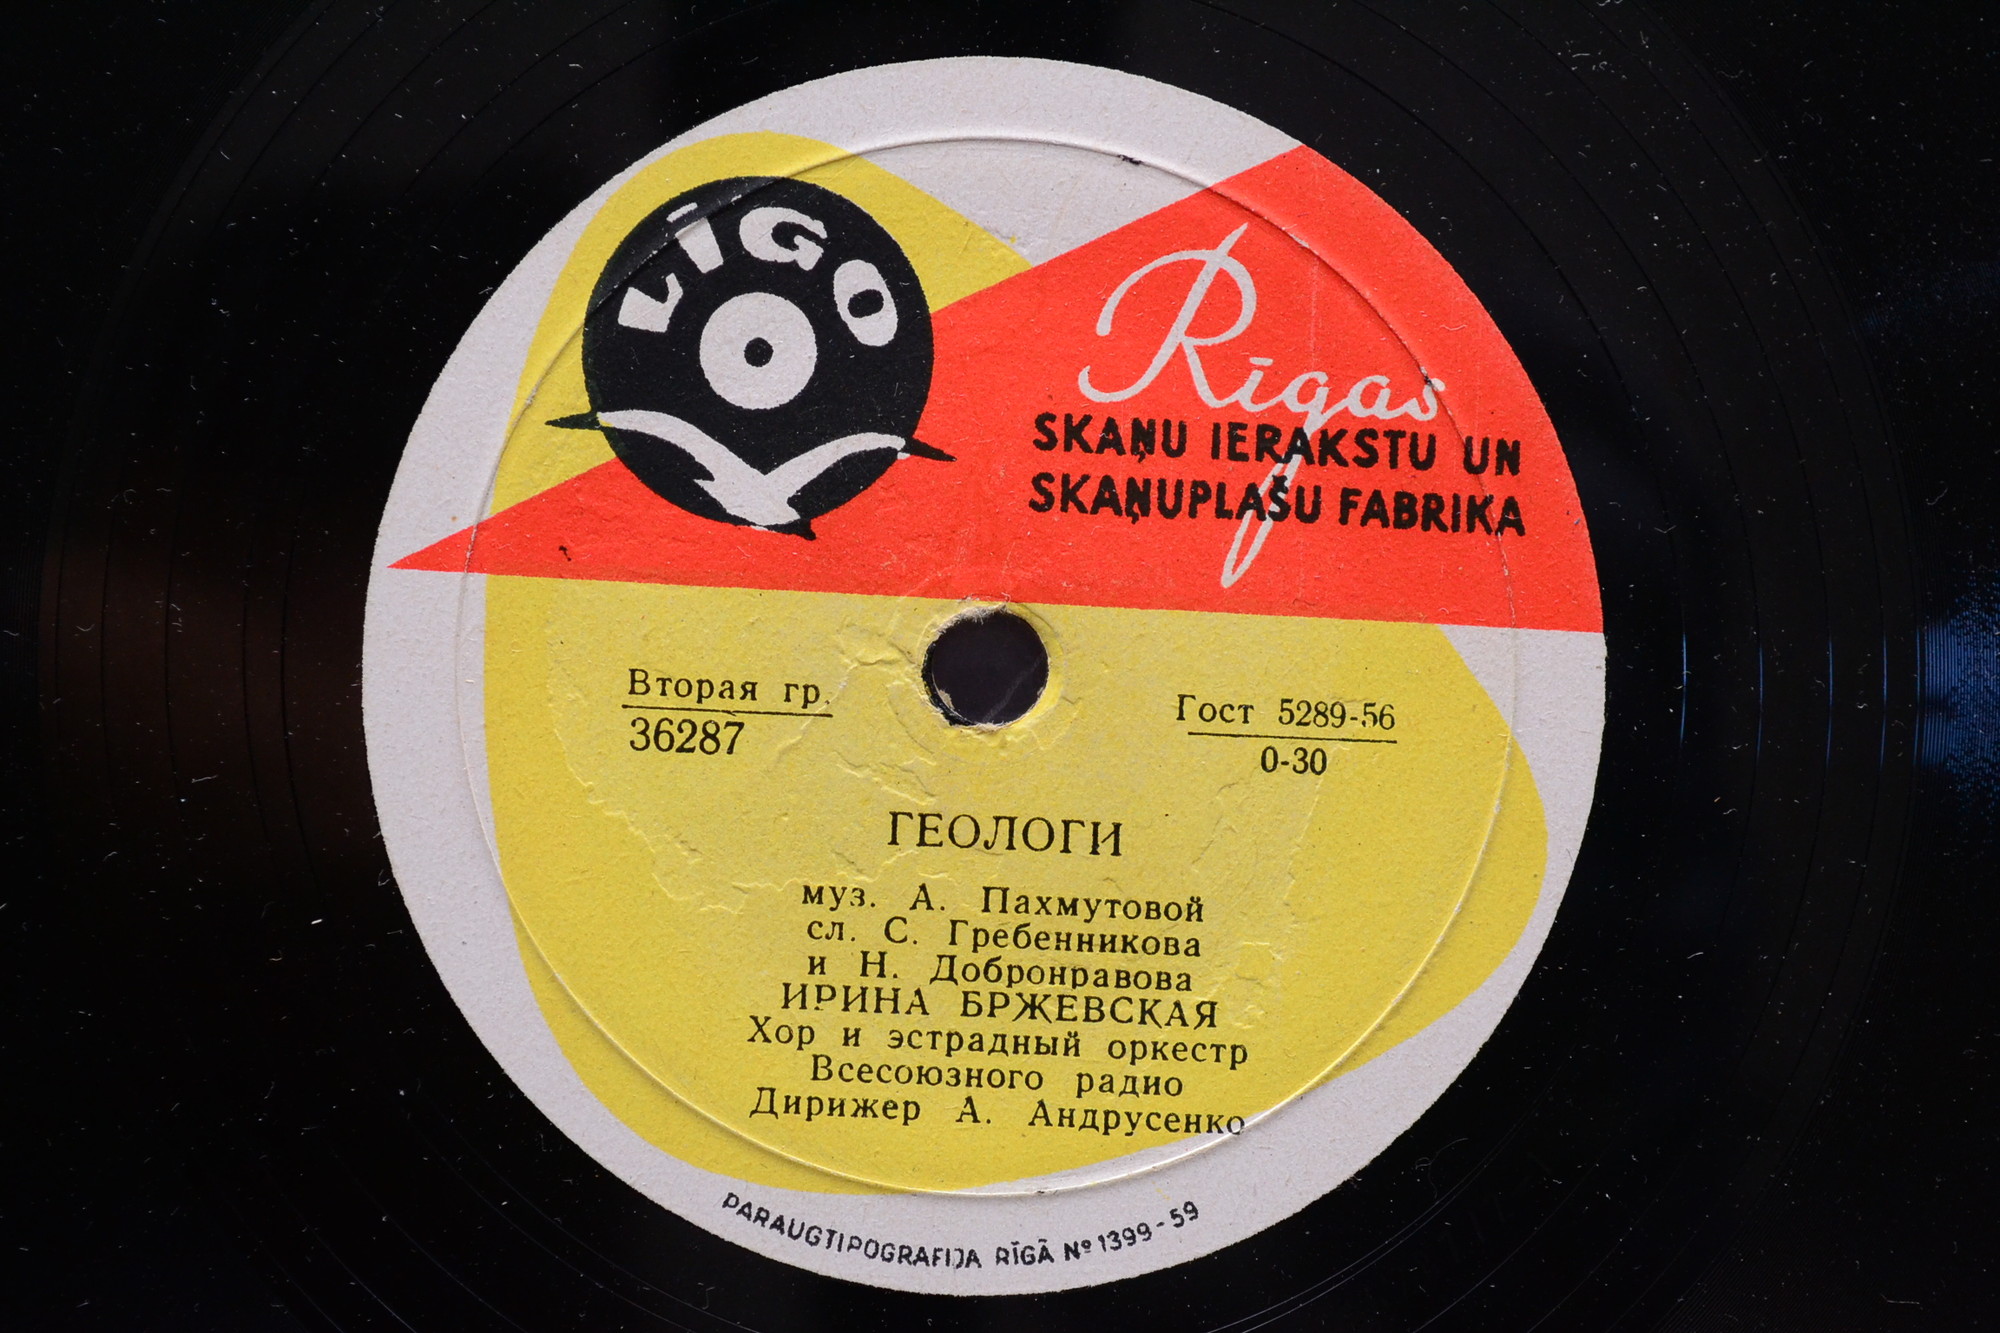 LĪGO
Rīgas
SKAŅU IERAKSTU UN
SKAŅUPLAŠU FABRIKA
Вторая гр.
36287
Гост 5289-56
0-30
ГЕОЛОГИ
муз. А. Пахмутовой
сл. С. Гребенникова
и Н. Добронравова
ИРИНА БРЖЕВСКАЯ
Хор и эстрадный оркестр
Всесоюзного радио
Дирижер А. Андрусенко
PARAUGTIPOGRAFIJA RĪGĀ № 1399-59